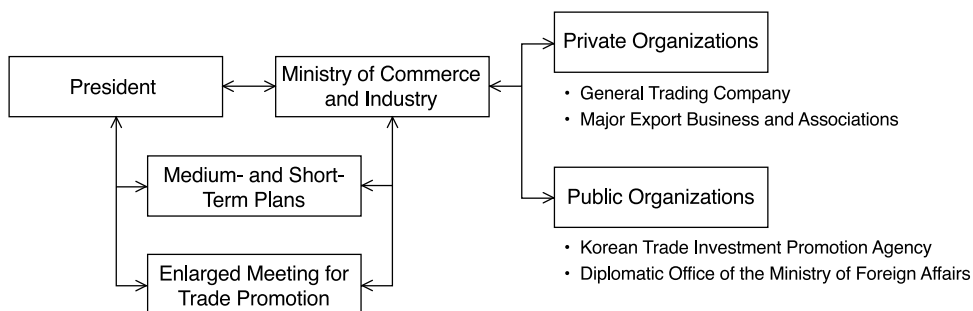 President
Ministry of Commerce
and Industry
Private Organizations
• General Trading Company
• Major Export Business and Associations
Medium- and Short-
Term Plans
Public Organizations
• Korean Trade Investment Promotion Agency
• Diplomatic Office of the Ministry of Foreign Affairs
Enlarged Meeting for
Trade Promotion